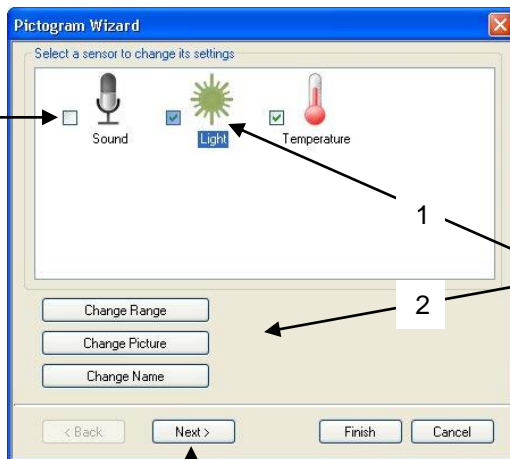 Pictogram Wizard
Select a sensor to change its settings
Sound
Light
Temperature
1
2
Change Range
Change Picture
Change Name
< Back
Next >
Finish
Cancel